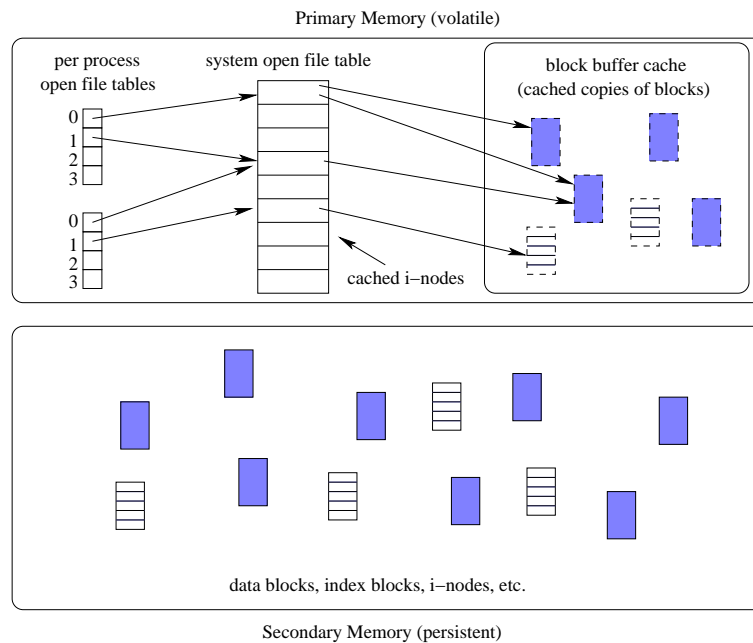 Primary Memory (volatile)
per process
open file tables
system open file table
block buffer cache
(cached copies of blocks)
0
1
2
3
0
1
2
3
cached i−nodes
data blocks, index blocks, i−nodes, etc.
Secondary Memory (persistent)